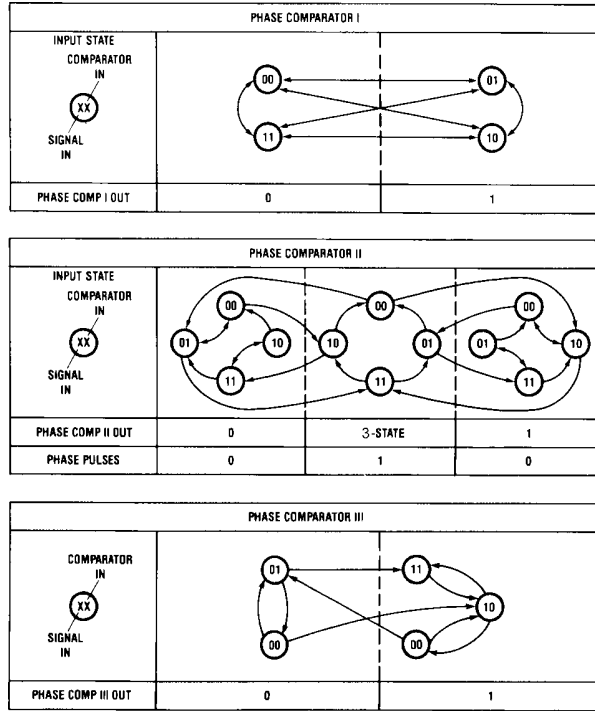 PHASE COMPARATOR I
INPUT STATE
COMPARATOR
IN
XX
SIGNAL
IN
00
01
11
10
PHASE COMP I OUT
0
1
PHASE COMPARATOR II
INPUT STATE
COMPARATOR
IN
XX
SIGNAL
IN
00
01
10
11
00
10
01
11
00
01
10
11
PHASE COMP II OUT
0
3-STATE
1
PHASE PULSES
0
1
0
PHASE COMPARATOR III
COMPARATOR
IN
XX
SIGNAL
IN
01
11
10
00
00
PHASE COMP III OUT
0
1